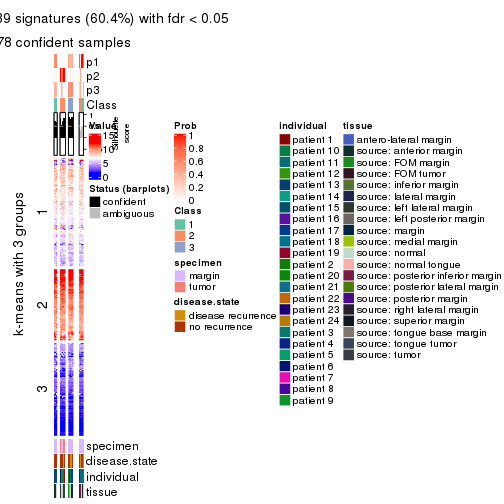 39 signatures (60.4%) with fdr < 0.05
78 confident samples
p1
p2
p3
Class
Silhouette
score
1
0
k-means with 3 groups
1
2
3
specimen
disease.state
individual
tissue
Value
15
10
5
0
Status (barplots)
confident
ambiguous
Prob
1
0.8
0.6
0.4
0.2
0
Class
1
2
3
specimen
margin
tumor
disease.state
disease recurrence
no recurrence
individual
patient 1
patient 10
patient 11
patient 12
patient 13
patient 14
patient 15
patient 16
patient 17
patient 18
patient 19
patient 2
patient 20
patient 21
patient 22
patient 23
patient 24
patient 3
patient 4
patient 5
patient 6
patient 7
patient 8
patient 9
tissue
antero-lateral margin
source: anterior margin
source: FOM margin
source: FOM tumor
source: inferior margin
source: lateral margin
source: left lateral margin
source: left posterior margin
source: margin
source: medial margin
source: normal
source: normal tongue
source: posterior inferior margin
source: posterior lateral margin
source: posterior margin
source: right lateral margin
source: superior margin
source: tongue base margin
source: tongue tumor
source: tumor